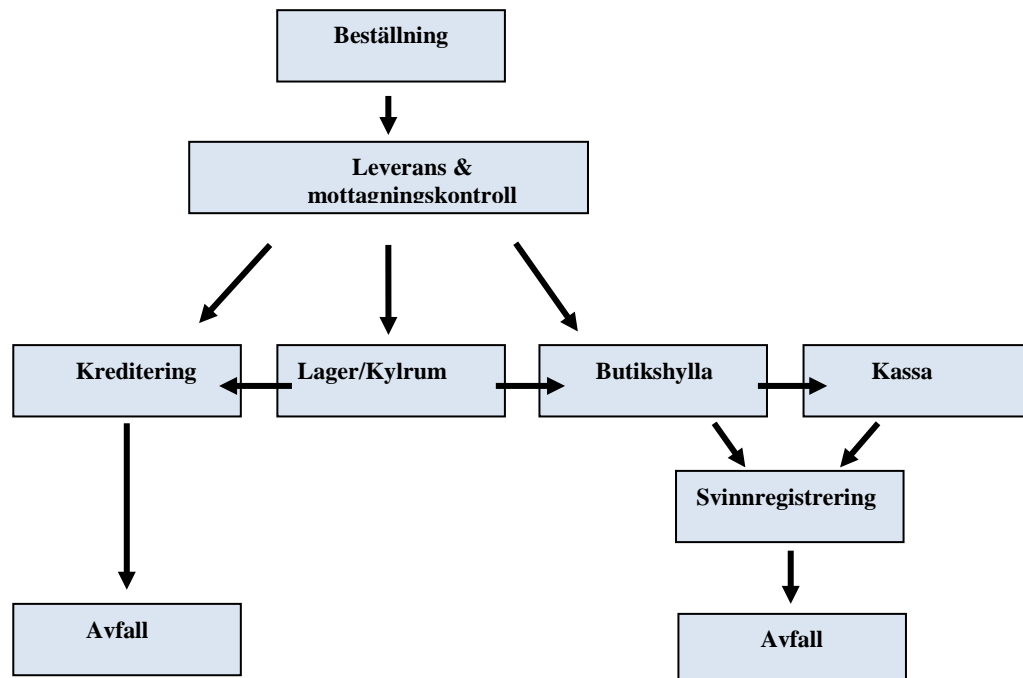 Beställning
Leverans &
mottagningskontroll
Kreditering
Lager/Kylrum
Butikshylla
Kassa
Svinnregistrering
Avfall
Avfall